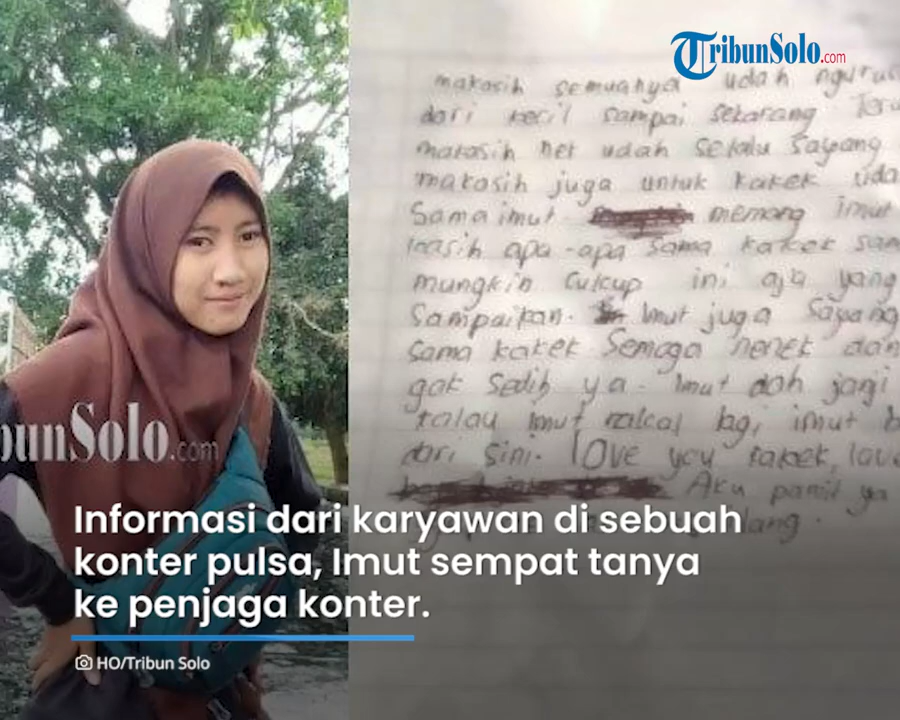 TribunSolo.com
makasih semuanya udah ngurus
dari kecil sampai sekarang
makasih nek udah selalu sayang
makasih juga untuk kakek uda
Sama imut memang imut
kasih apa-apa sama kakek
mungkin cukup ini aja yang
Sampaikan. Imut juga Sayang
sama kakek Semoga nenek dan
gak sedih ya. Imut dah janji
kalau Imut nakal lagi imut
dari sini. love you kakek,
Aku pamit ya
bunSolo.com
Informasi dari karyawan di sebuah
konter pulsa, Imut sempat tanya
ke penjaga konter.
HO/Tribun Solo